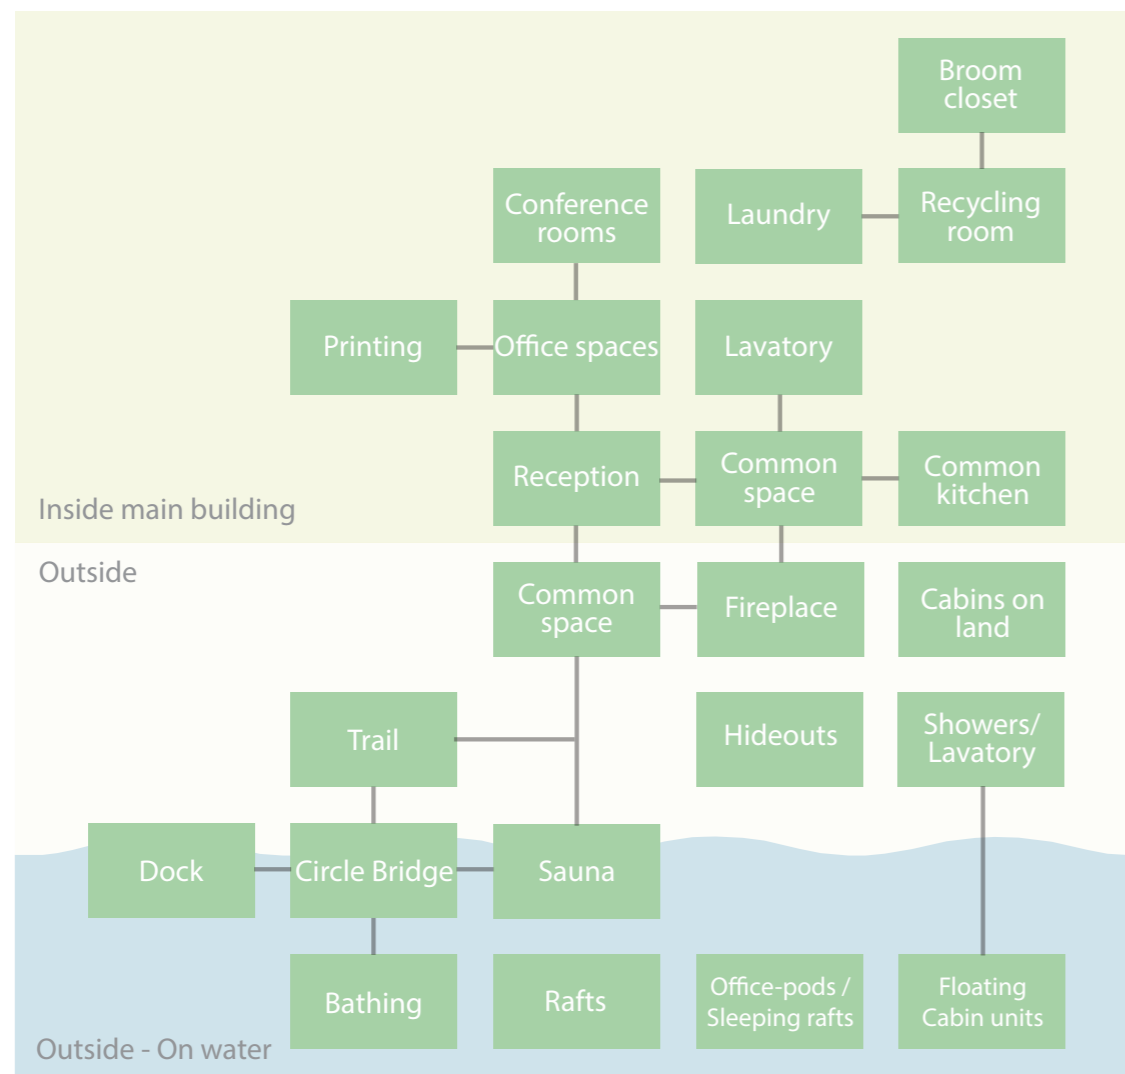 Broom
closet
Conference
rooms
Laundry
Recycling
room
Printing
Office spaces
Lavatory
Reception
Common
space
Common
kitchen
Inside main building
Outside
Common
space
Fireplace
Cabins on
land
Trail
Hideouts
Showers/
Lavatory
Dock
Circle Bridge
Sauna
Bathing
Rafts
Office-pods /
Sleeping rafts
Floating
Cabin units
Outside - On water